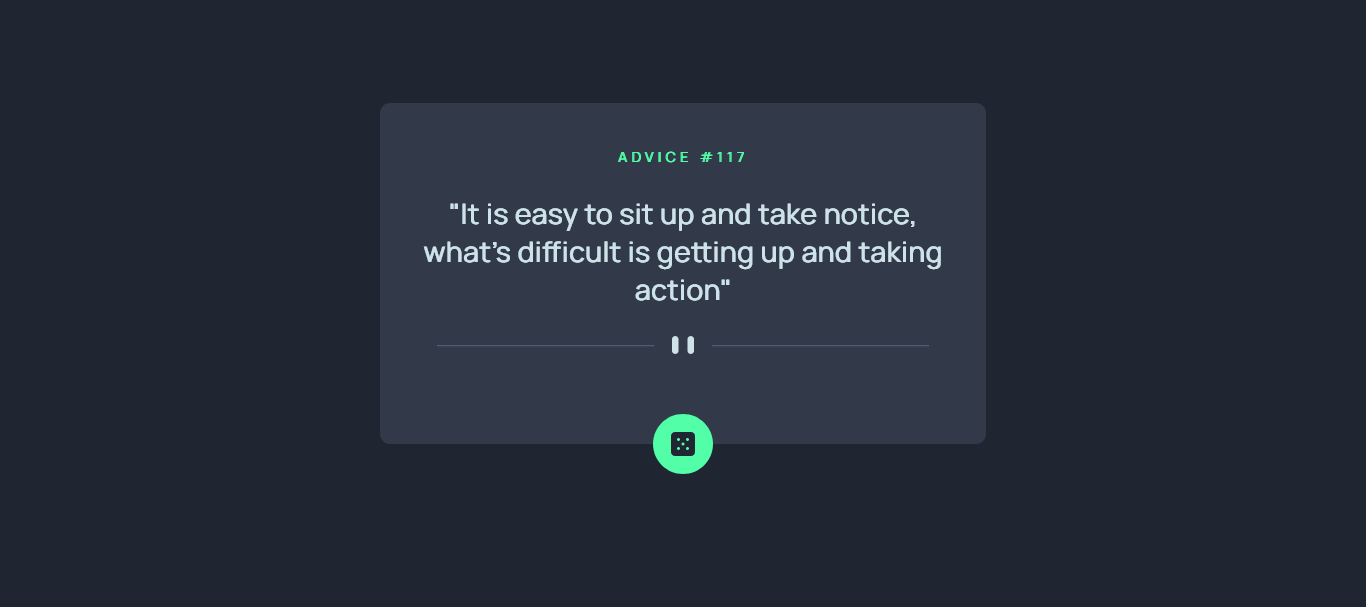 ADVICE #117
"It is easy to sit up and take notice,
what's difficult is getting up and taking
action"